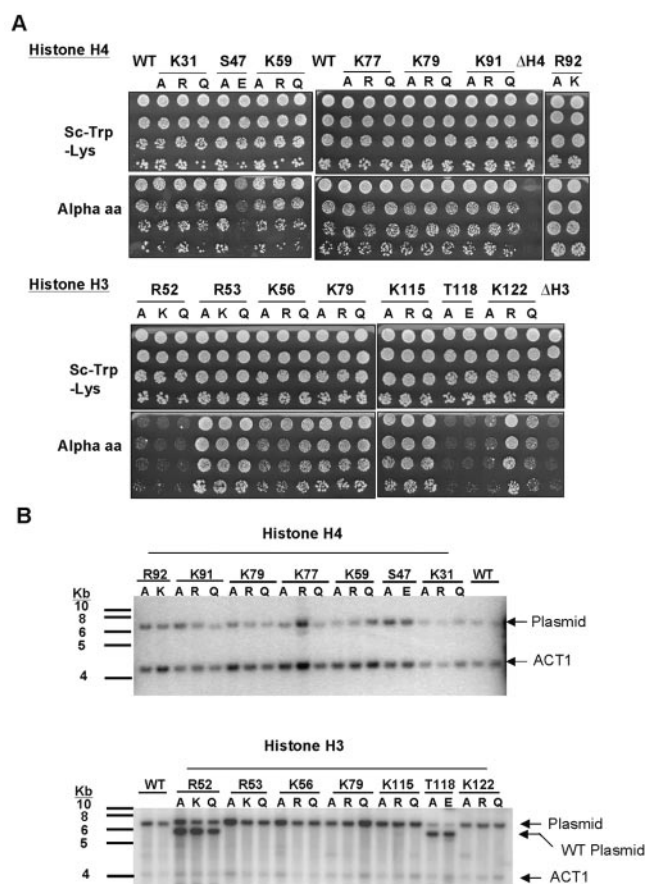 A
Histone H4
WT K31 S47 K59 WT K77 K79 K91 ΔH4 R92
A R Q A E A R Q A R Q A R Q A R Q A K
Sc-Trp
-Lys
Alpha aa
Histone H3
R52 R53 K56 K79 K115 T118 K122 ΔH3
A K Q A K Q A R Q A R Q A R Q A E A R Q
Sc-Trp
-Lys
Alpha aa
B
Histone H4
R92 K91 K79 K77 K59 S47 K31 WT
Kb A K A R Q A R Q A R Q A R Q A E A R Q
10
8
6
5
4
Plasmid
ACT1
Histone H3
WT R52 R53 K56 K79 K115 T118 K122
Kb A K Q A K Q A R Q A R Q A R Q A E A R Q
10
8
6
5
4
Plasmid
WT Plasmid
ACT1